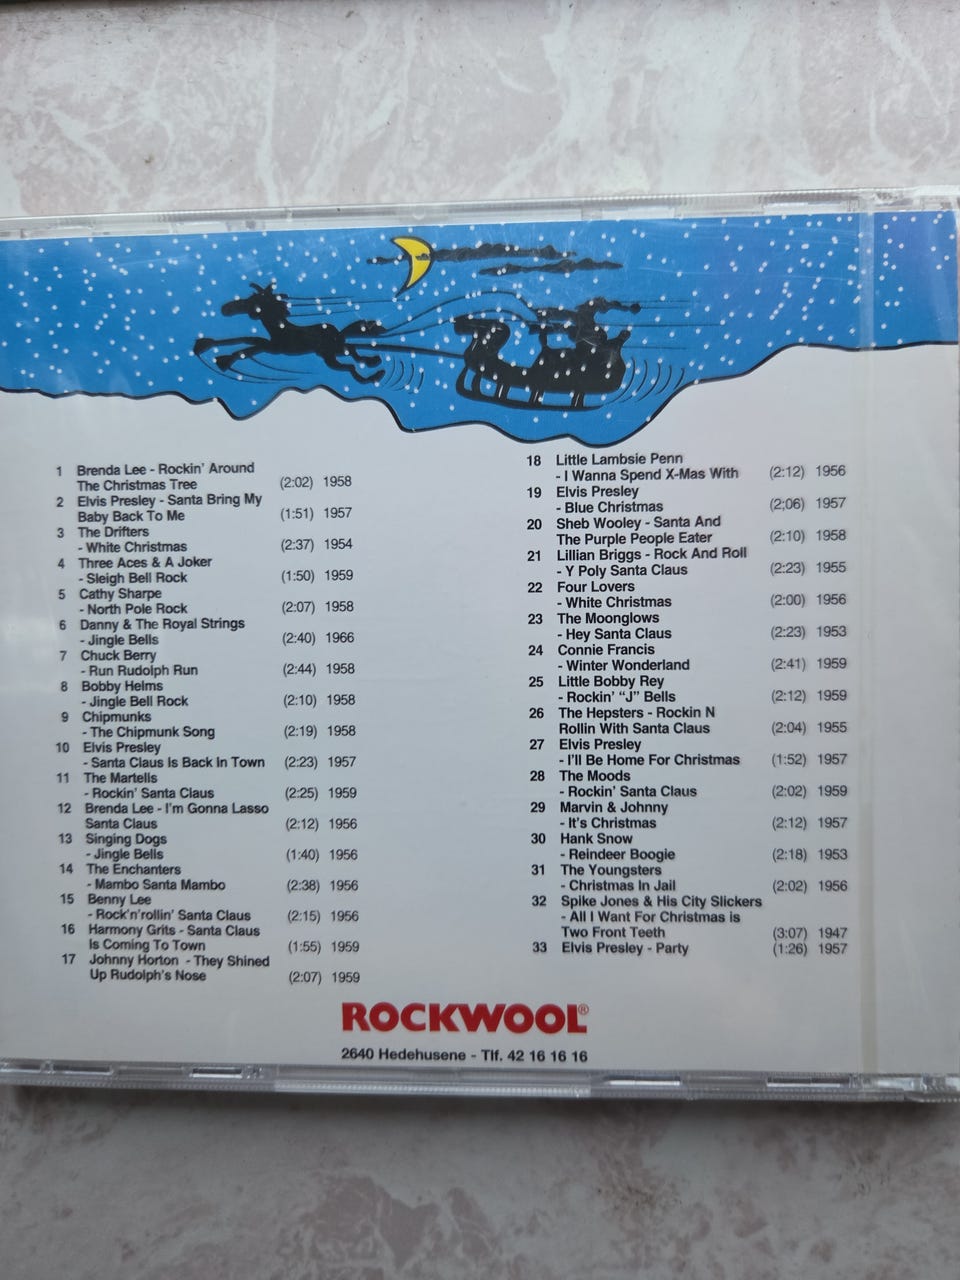 1 Brenda Lee - Rockin' Around
The Christmas Tree (2:02) 1958
2 Elvis Presley - Santa Bring My
Baby Back To Me (1:51) 1957
3 The Drifters
- White Christmas (2:37) 1954
4 Three Aces & A Joker
- Sleigh Bell Rock (1:50) 1959
5 Cathy Sharpe
- North Pole Rock (2:07) 1958
6 Danny & The Royal Strings
- Jingle Bells (2:40) 1966
7 Chuck Berry
- Run Rudolph Run (2:44) 1958
8 Bobby Helms
- Jingle Bell Rock (2:10) 1958
9 Chipmunks
- The Chipmunk Song (2:19) 1958
10 Elvis Presley
- Santa Claus Is Back In Town (2:23) 1957
11 The Martells
- Rockin' Santa Claus (2:25) 1959
12 Brenda Lee - I'm Gonna Lasso
Santa Claus (2:12) 1956
13 Singing Dogs
- Jingle Bells (1:40) 1956
14 The Enchanters
- Mambo Santa Mambo (2:38) 1956
15 Benny Lee
- Rock'n'rollin' Santa Claus (2:15) 1956
16 Harmony Grits - Santa Claus
Is Coming To Town (1:55) 1959
17 Johnny Horton - They Shined
Up Rudolph's Nose (2:07) 1959
18 Little Lambsie Penn
- I Wanna Spend X-Mas With (2:12) 1956
19 Elvis Presley
- Blue Christmas (2;06) 1957
20 Sheb Wooley - Santa And
The Purple People Eater (2:10) 1958
21 Lillian Briggs - Rock And Roll
- Y Poly Santa Claus (2:23) 1955
22 Four Lovers
- White Christmas (2:00) 1956
23 The Moonglows
- Hey Santa Claus (2:23) 1953
24 Connie Francis
- Winter Wonderland (2:41) 1959
25 Little Bobby Rey
- Rockin' "J" Bells (2:12) 1959
26 The Hepsters - Rockin N
Rollin With Santa Claus (2:04) 1955
27 Elvis Presley
- I'll Be Home For Christmas (1:52) 1957
28 The Moods
- Rockin' Santa Claus (2:02) 1959
29 Marvin & Johnny
- It's Christmas (2:12) 1957
30 Hank Snow
- Reindeer Boogie (2:18) 1953
31 The Youngsters
- Christmas In Jail (2:02) 1956
32 Spike Jones & His City Slickers
- All I Want For Christmas is
Two Front Teeth (3:07) 1947
33 Elvis Presley - Party (1:26) 1957
ROCKWOOL®
2640 Hedehusene - Tlf. 42 16 16 16